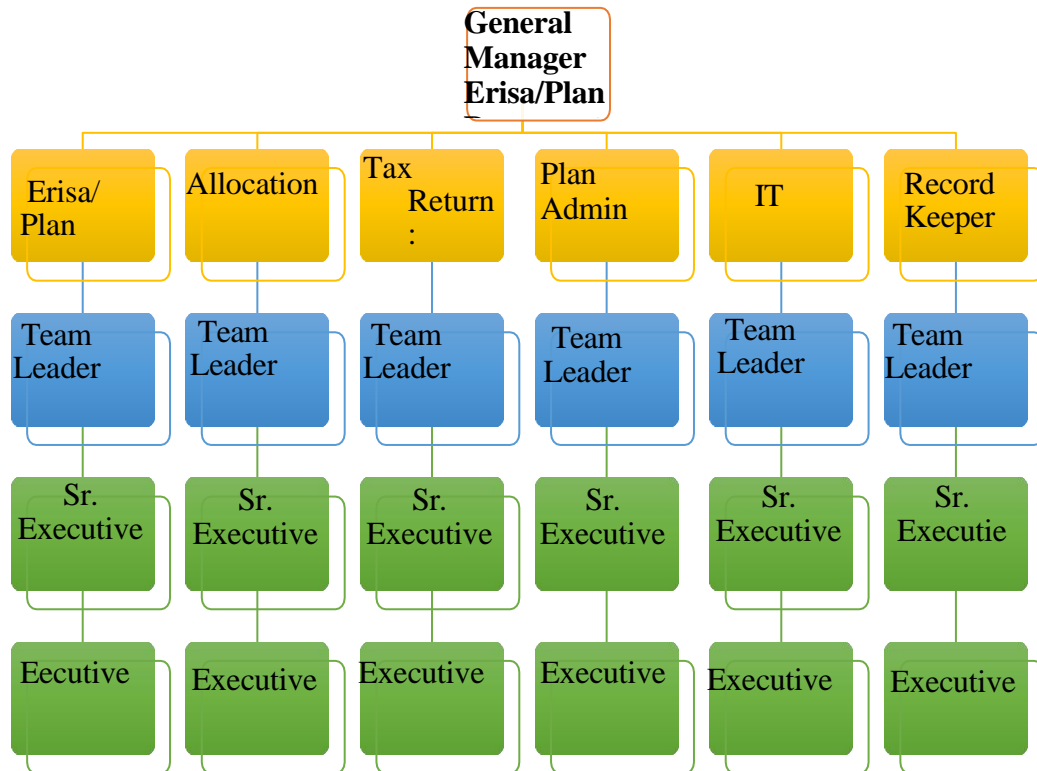 General
Manager
Erisa/Plan
Erisa/
Plan
Allocation
Tax
Return
:
Plan
Admin
IT
Record
Keeper
Team
Leader
Team
Leader
Team
Leader
Team
Leader
Team
Leader
Team
Leader
Sr.
Executive
Sr.
Executive
Sr.
Executive
Sr.
Executive
Sr.
Executive
Sr.
Executie
Eecutive
Executive
Executive
Executive
Executive
Executive